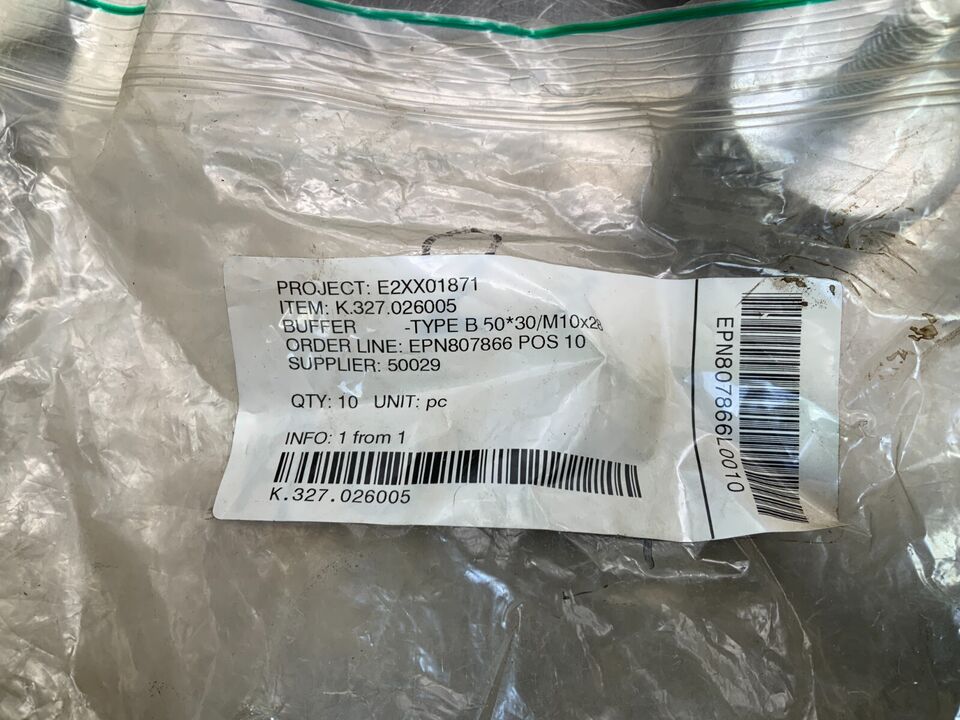 PROJECT: E2XX01871
ITEM: K.327.026005
BUFFER -TYPE B 50*30/M10x28
ORDER LINE: EPN807866 POS 10
SUPPLIER: 50029
QTY: 10 UNIT: pc
INFO: 1 from 1
K.327.026005
EPN807866L0010